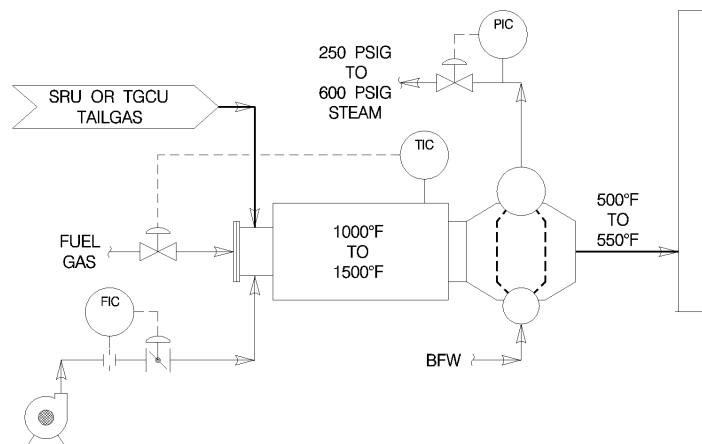 PIC
250 PSIG
TO
600 PSIG
STEAM
SRU OR TGCU
TAILGAS
TIC
500°F
TO
550°F
1000°F
TO
1500°F
FUEL
GAS
FIC
BFW